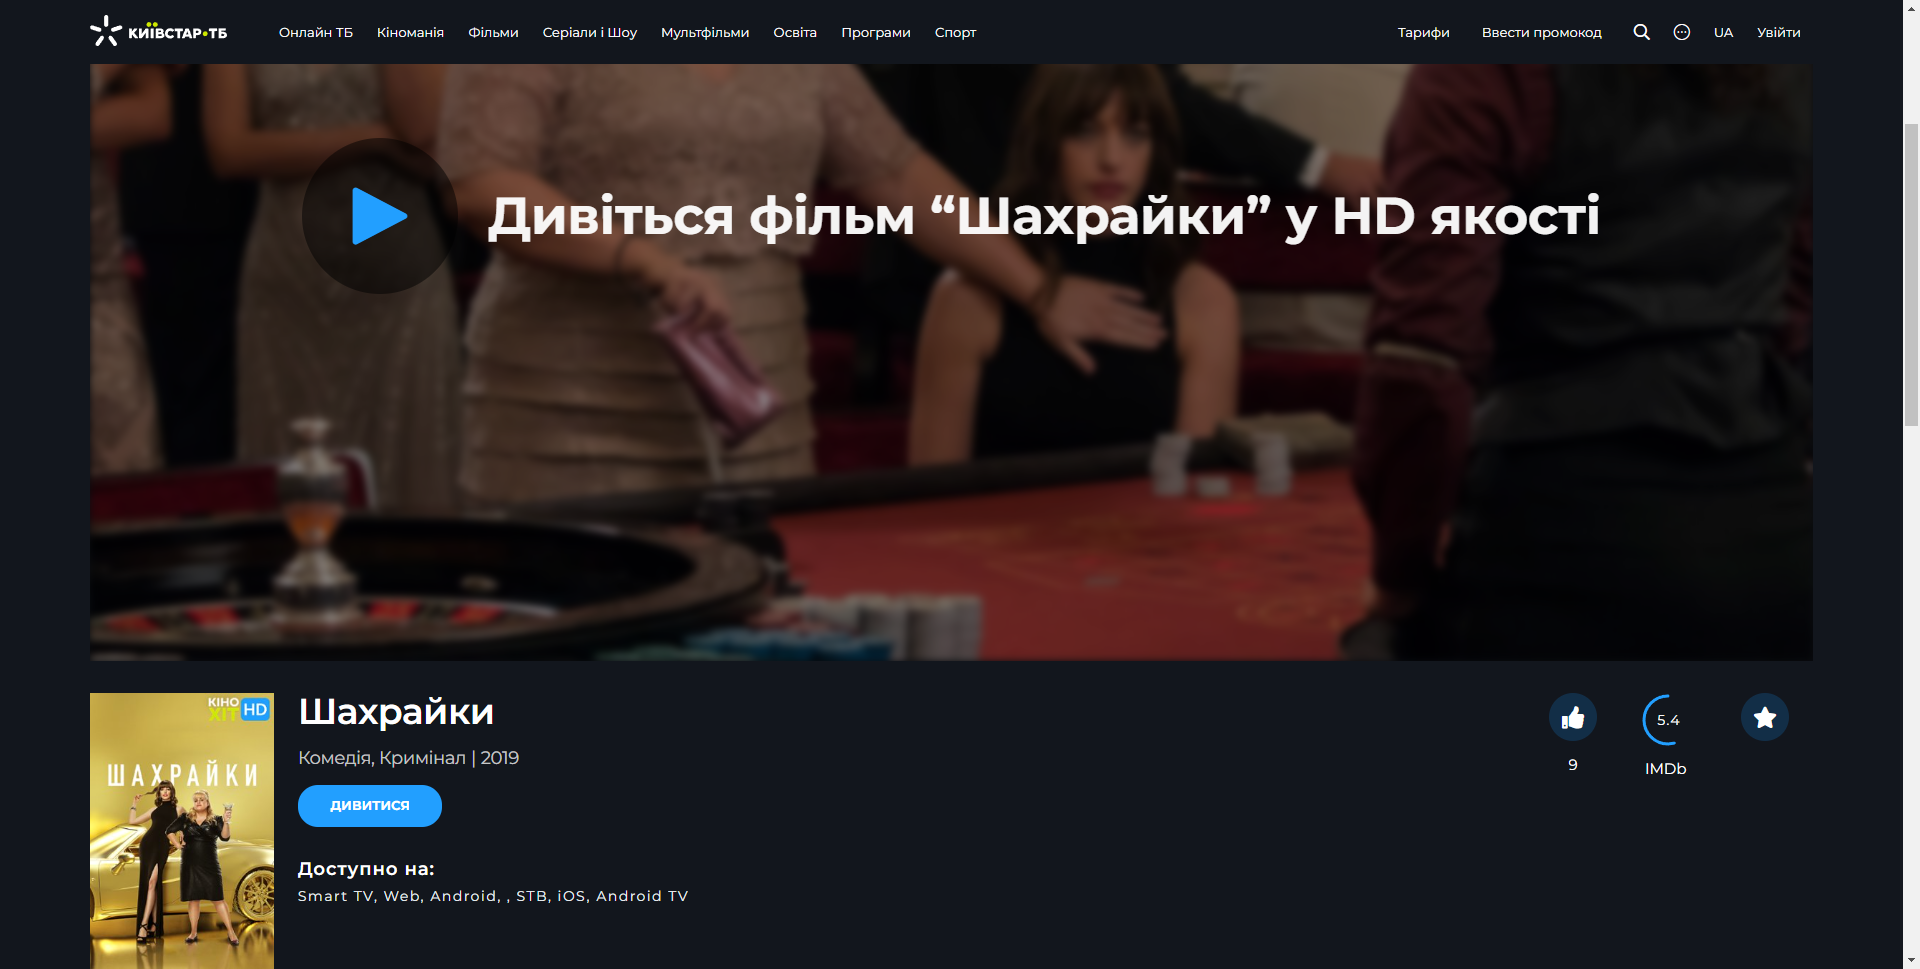 КИЇВСТАР•ТБ
Онлайн ТБ Кіноманія Фільми Серіали і Шоу Мультфільми Освіта Програми Спорт Тарифи Ввести промокод UA Увійти
Дивіться фільм “Шахрайки” у HD якості
КІНО
ХІТ HD
ШАХРАЙКИ
Шахрайки
Комедія, Кримінал | 2019
ДИВИТИСЯ
Доступно на:
Smart TV, Web, Android, , STB, iOS, Android TV
9
5.4
IMDb